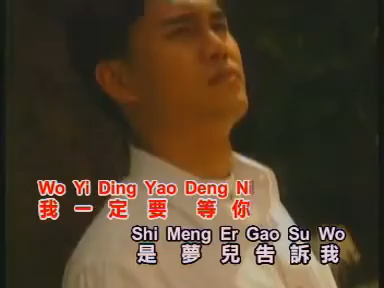 Wo Yi Ding Yao Deng Ni
我 一 定 要 等 你
Shi Meng Er Gao Su Wo
是 夢 兒 告 訴 我